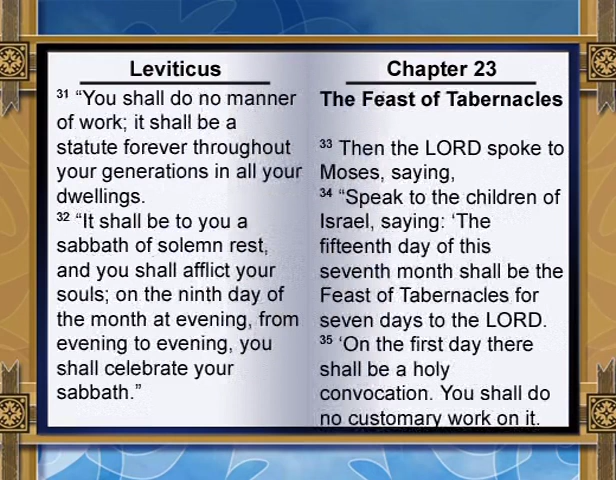 Leviticus
31 “You shall do no manner
of work; it shall be a
statute forever throughout
your generations in all your
dwellings.
32 “It shall be to you a
sabbath of solemn rest,
and you shall afflict your
souls; on the ninth day of
the month at evening, from
evening to evening, you
shall celebrate your
sabbath.”
Chapter 23
The Feast of Tabernacles
33 Then the LORD spoke to
Moses, saying,
34 “Speak to the children of
Israel, saying: ‘The
fifteenth day of this
seventh month shall be the
Feast of Tabernacles for
seven days to the LORD.
35 ‘On the first day there
shall be a holy
convocation. You shall do
no customary work on it.